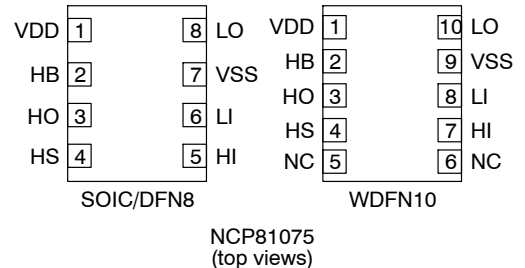 VDD 1 8 LO
HB 2 7 VSS
HO 3 6 LI
HS 4 5 HI
SOIC/DFN8
VDD 1 10 LO
HB 2 9 VSS
HO 3 8 LI
HS 4 7 HI
NC 5 6 NC
WDFN10
NCP81075
(top views)